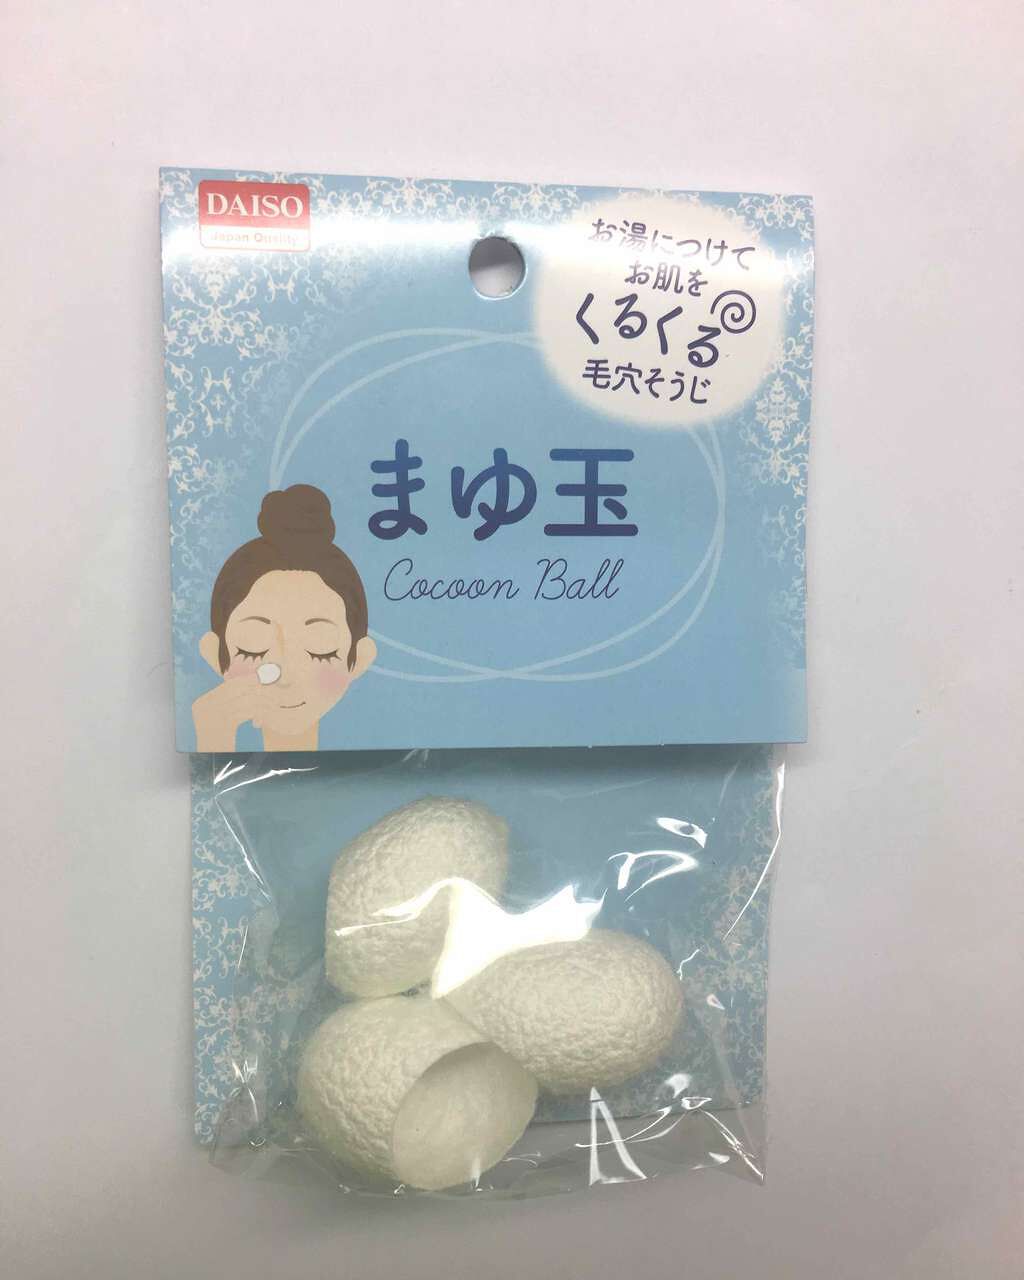 DAISO
Japan Quality
お湯につけて
お肌を
くるくる
毛穴そうじ
まゆ玉
Cocoon Ball